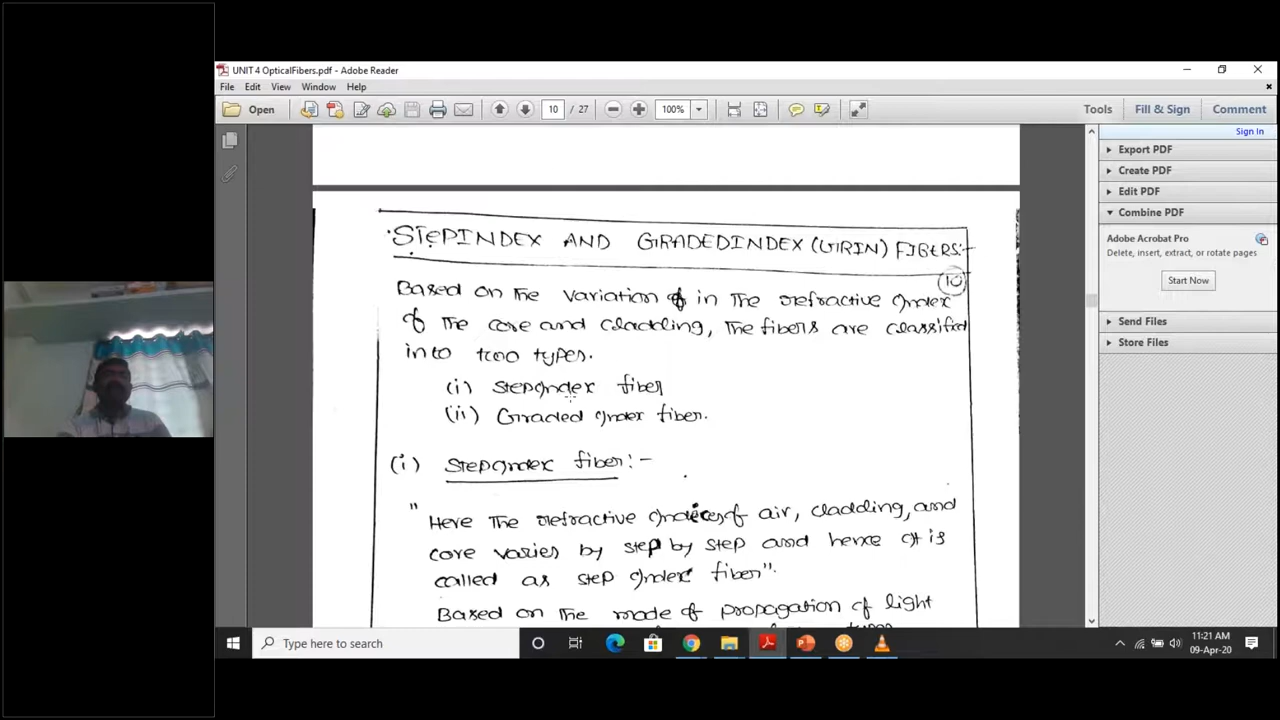 UNIT 4 OpticalFibers.pdf - Adobe Reader
File Edit View Window Help
Open 10 / 27 100% Tools Fill & Sign Comment
Sign In
Export PDF
Create PDF
Edit PDF
Combine PDF
Adobe Acrobat Pro
Delete, insert, extract, or rotate pages
Start Now
Send Files
Store Files
STEPINDEX AND GRADEDINDEX (GRIN) FIBERS:-
10
Based on the variation of in the refractive index
of the core and cladding, the fibers are classified
into two types.
(i) Stepindex fiber
(ii) Graded index fiber.
(i) Stepindex fiber:-
" Here the refractive indices of air, cladding, and
core varies by step by step and hence it is
called as step index fiber".
Based on the mode of propagation of light
Type here to search
11:21 AM
09-Apr-20